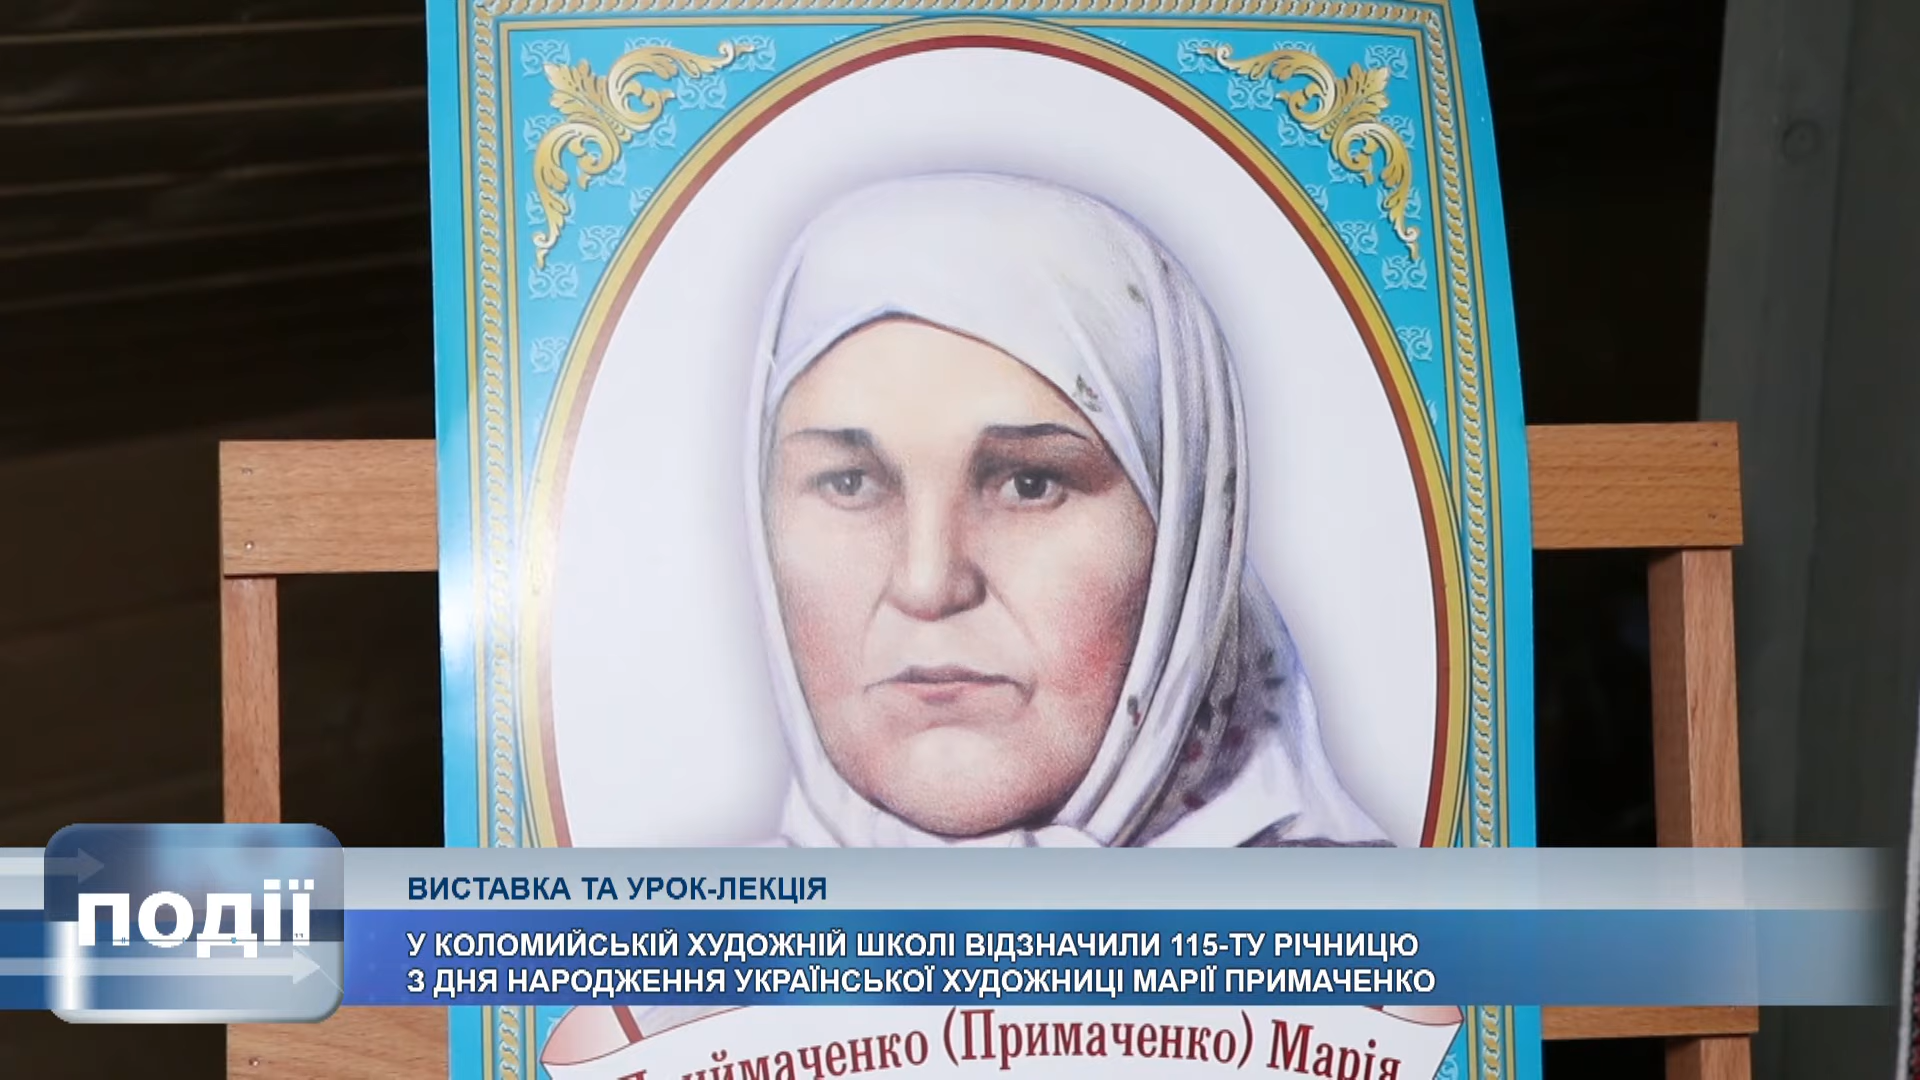 ВИСТАВКА ТА УРОК-ЛЕКЦІЯ
події
У КОЛОМИЙСЬКІЙ ХУДОЖНІЙ ШКОЛІ ВІДЗНАЧИЛИ 115-ТУ РІЧНИЦЮ
З ДНЯ НАРОДЖЕННЯ УКРАЇНСЬКОЇ ХУДОЖНИЦІ МАРІЇ ПРИМАЧЕНКО
Приймаченко (Примаченко) Марія